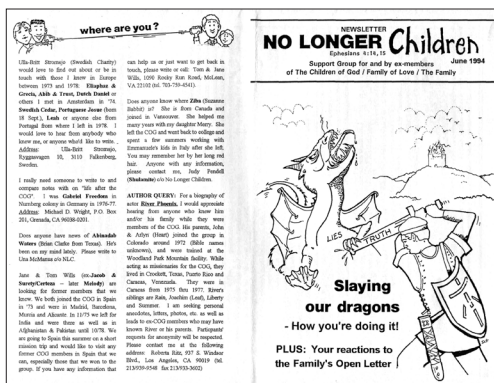 where are you ?
Ulla-Britt Strumsjo (Swedish Charity)
would love to find out about or be in
touch with those I knew in Europe
between 1973 and 1978: Eliaphaz &
Grecia, Ahib & Trust, Dutch Daniel or
others I met in Amsterdam in '74.
Swedish Cedar, Portuguese Josue (born
18 Sept.), Leah or anyone else from
Portugal from where I left in 1978. I
would love to hear from anybody who
know me, or anyone who'd like to write.
Address: Ulla-Britt Strumsjo,
Ryggasvagen 10, 3110 Falkenberg,
Sweden.
I really need someone to write to and
compare notes with on "life after the
COG". I was Gabriel Freedom in
Nurnberg colony in Germany in 1976-77.
Address: Michael D. Wright, P.O. Box
201, Grenada, CA 96038-0201.
Does anyone have news of Abinadab
Waters (Brian Clarke from Texas). He's
been on my mind lately. Please write to
Una McManus c/o NLC.
Jane & Tom Wills (ex-Jacob &
Surety/Certeza – later Melody) are
looking for former members that we
know. We both joined the COG in Spain
in '75 and were in Madrid, Barcelona,
Murcia and Alicante. In 11/75 we left for
India and were there as well as in
Afghanistan & Pakistan until 10/78. We
are going to Spain this summer on a short
mission trip and would like to visit any
former COG members in Spain that we
can, especially those that we won to the
group. If you have any information that
can help us or just want to get back in
touch, please write or call: Tom & Jane
Wills, 1090 Rocky Run Road, McLean,
VA 22102 (tel. 703-759-4541).
Does anyone know where Ziba (Suzanne
Babbit) is? She is from Canada and
joined in Vancouver. She helped me
many years with my daughter Merry. She
left the COG and went back to college and
spent a few summers working with
Emmanuele's kids in Italy after she left.
You may remember her by her long red
hair. Anyone with any information,
please contact me, Judy Pendell
(Shulamite) c/o No Longer Children.
AUTHOR QUERY: For a biography of
actor River Phoenix, I would appreciate
hearing from anyone who knew him
and/or his family while they were
members of the COG. His parents, John
& Arlyn (Heart) joined the group in
Colorado around 1972 (Bible names
unknown), and were trained at the
Woodland Park Mountain facility. While
acting as missionaries for the COG, they
lived in Crockett, Texas, Puerto Rico and
Caracas, Venezuela. They were in
Caracas from 1975 thru 1977. River's
siblings are Rain, Joachim (Leaf), Liberty
and Summer. I am seeking personal
anecdotes, letters, photos, etc. as well as
leads to ex-COG members who may have
known River or his parents. Participants'
requests for anonymity will be respected.
Please contact me at the following
address: Roberta Ritz, 937 S. Windsor
Blvd., Los Angeles, CA 90019 (tel.
213/939-9348 fax 213/933-3602)
NEWSLETTER
NO LONGER Children
Ephesians 4:14,15
June 1994
Support Group for and by ex-members
of The Children of God / Family of Love / The Family
LIES
TRUTH
Slaying
our dragons
- How you're doing it!
PLUS: Your reactions to
the Family's Open Letter